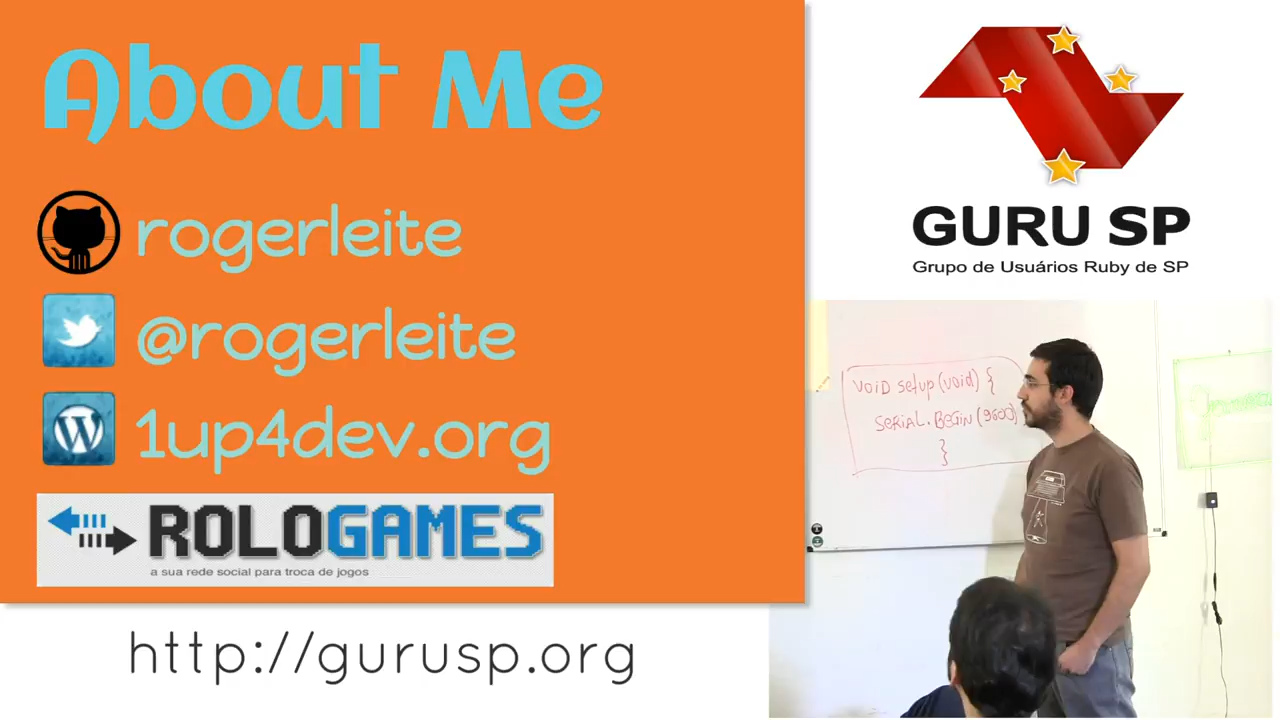 About Me
rogerleite
@rogerleite
1up4dev.org
ROLOGAMES
a sua rede social para troca de jogos
http://gurusp.org
GURU SP
Grupo de Usuários Ruby de SP
VOID setup (void) {
SERIAL.BEGIN (9600)
}